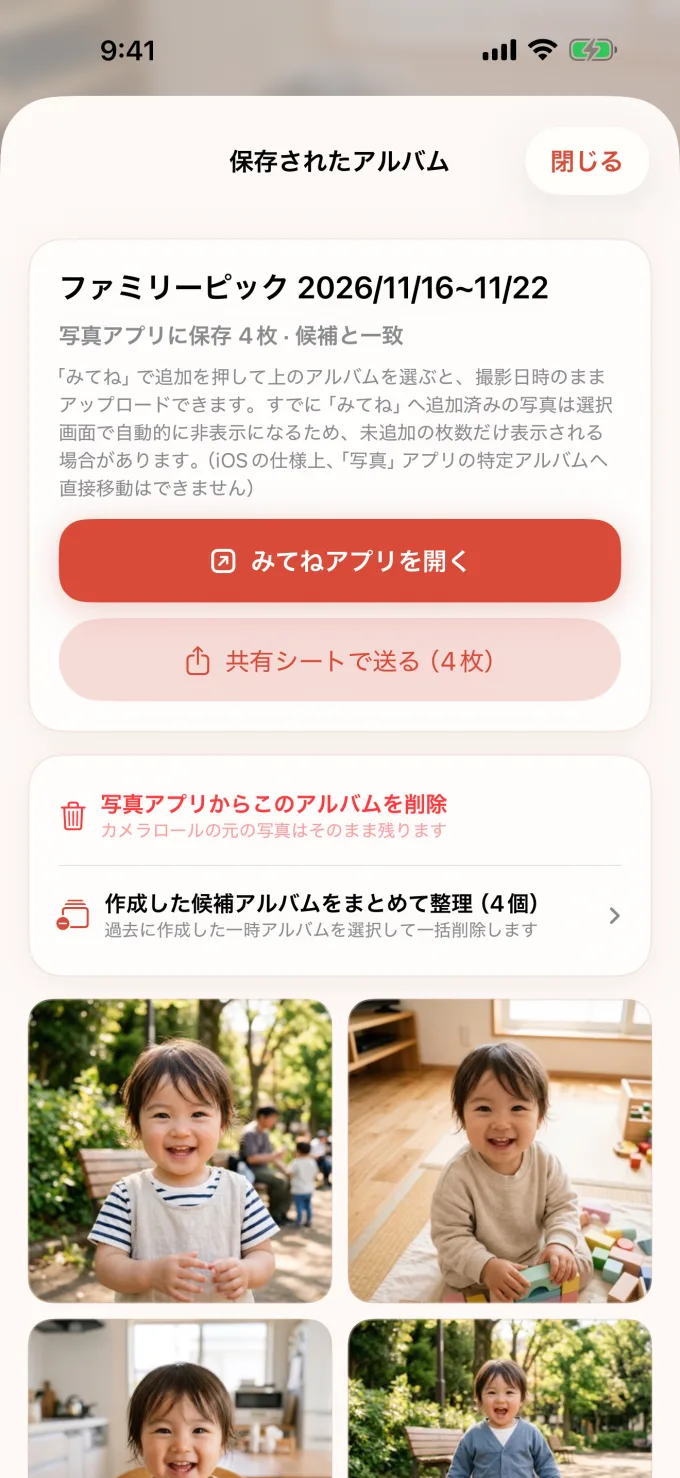 9:41
保存されたアルバム
閉じる
ファミリーピック 2026/11/16~11/22
写真アプリに保存 4枚 · 候補と一致
「みてね」で追加を押して上のアルバムを選ぶと、撮影日時のまま
アップロードできます。すでに「みてね」へ追加済みの写真は選択
画面で自動的に非表示になるため、未追加の枚数だけ表示される
場合があります。（iOSの仕様上、「写真」アプリの特定アルバムへ
直接移動はできません）
みてねアプリを開く
共有シートで送る（4枚）
写真アプリからこのアルバムを削除
カメラロールの元の写真はそのまま残ります
作成した候補アルバムをまとめて整理（4個）
過去に作成した一時アルバムを選択して一括削除します